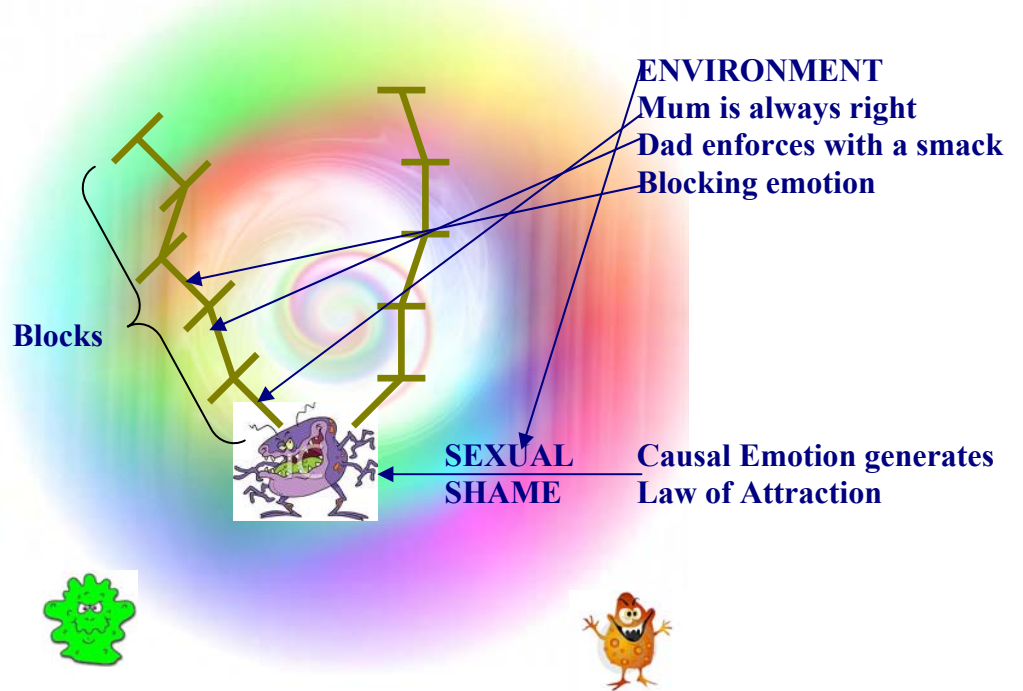 ENVIRONMENT
Mum is always right
Dad enforces with a smack
Blocking emotion
Blocks
SEXUAL
SHAME
Causal Emotion generates
Law of Attraction